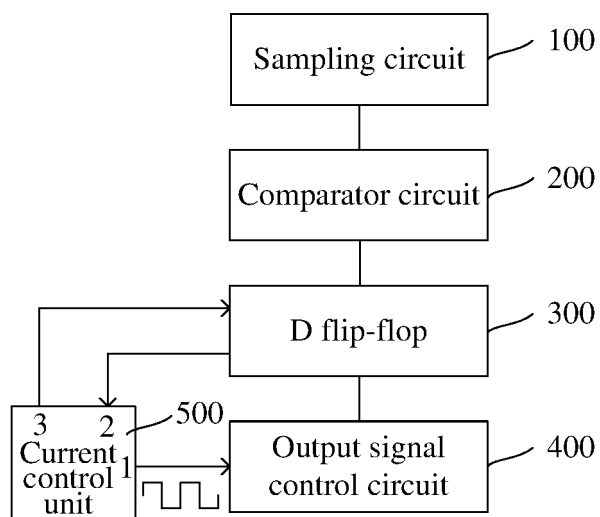 Sampling circuit
100
Comparator circuit
200
D flip-flop
300
3
2
500
Current
control
unit
1
Output signal
control circuit
400